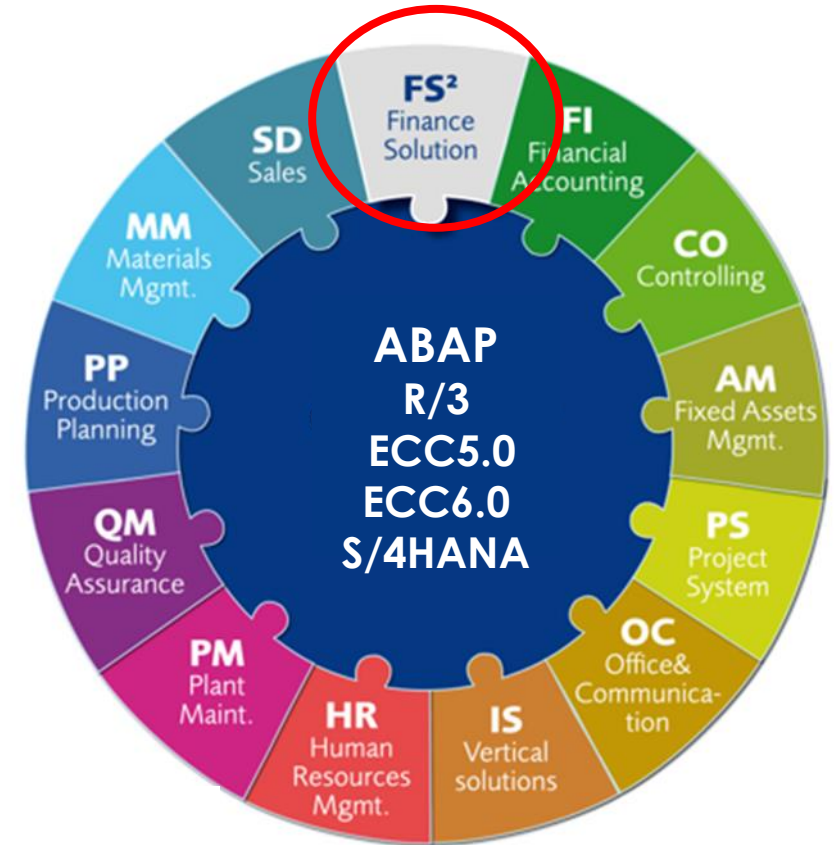 FS²
Finance
Solution
FI
Financial
Accounting
CO
Controlling
AM
Fixed Assets
Mgmt.
PS
Project
System
OC
Office&
Communica-
tion
IS
Vertical
solutions
HR
Human
Resources
Mgmt.
PM
Plant
Maint.
QM
Quality
Assurance
PP
Production
Planning
MM
Materials
Mgmt.
SD
Sales
ABAP
R/3
ECC5.0
ECC6.0
S/4HANA